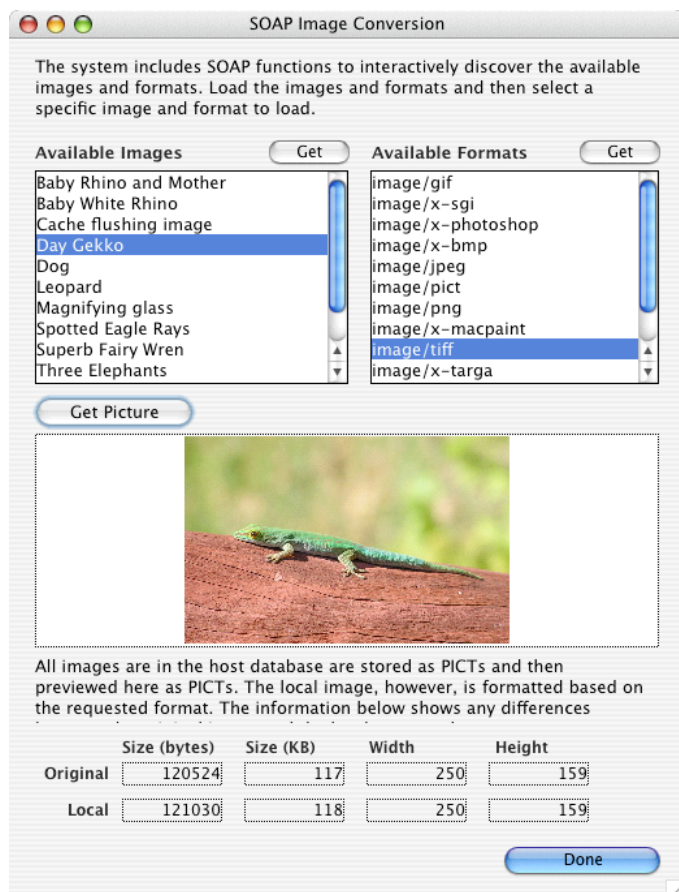 SOAP Image Conversion
The system includes SOAP functions to interactively discover the available
images and formats. Load the images and formats and then select a
specific image and format to load.
Available Images Get Available Formats Get
Baby Rhino and Mother
Baby White Rhino
Cache flushing image
Day Gekko
Dog
Leopard
Magnifying glass
Spotted Eagle Rays
Superb Fairy Wren
Three Elephants
image/gif
image/x-sgi
image/x-photoshop
image/x-bmp
image/jpeg
image/pict
image/png
image/x-macpaint
image/tiff
image/x-targa
Get Picture
All images are in the host database are stored as PICTs and then
previewed here as PICTs. The local image, however, is formatted based on
the requested format. The information below shows any differences
Size (bytes) Size (KB) Width Height
Original 120524 117 250 159
Local 121030 118 250 159
Done